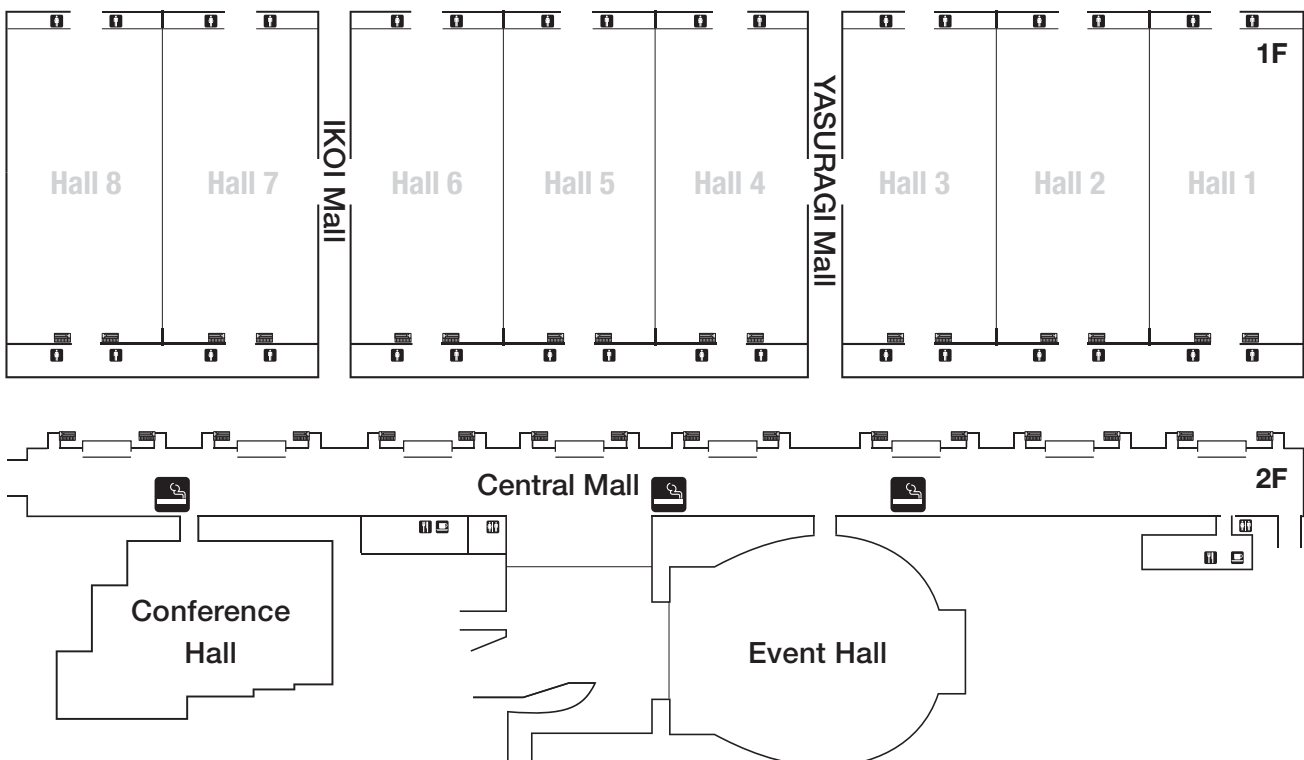 1F
Hall 8
Hall 7
IKOI Mall
Hall 6
Hall 5
Hall 4
YASURAGI Mall
Hall 3
Hall 2
Hall 1
Central Mall
2F
Conference
Hall
Event Hall